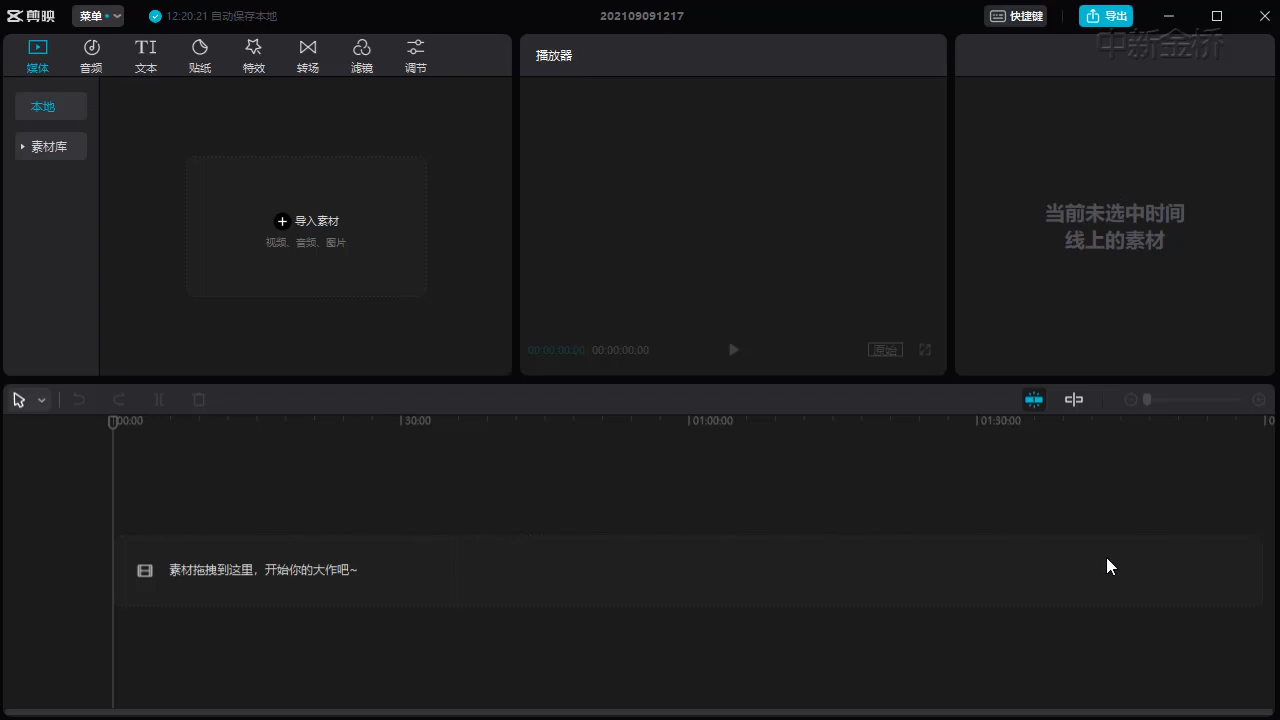 剪映
菜单
12:20:21 自动保存本地
202109091217
快捷键
导出
中新金桥
媒体
音频
文本
贴纸
特效
转场
滤镜
调节
播放器
本地
素材库
导入素材
视频、音频、图片
当前未选中时间
线上的素材
00:00:00:00 00:00:00:00
原始
00:00
30:00
01:00:00
01:30:00
素材拖拽到这里，开始你的大作吧~